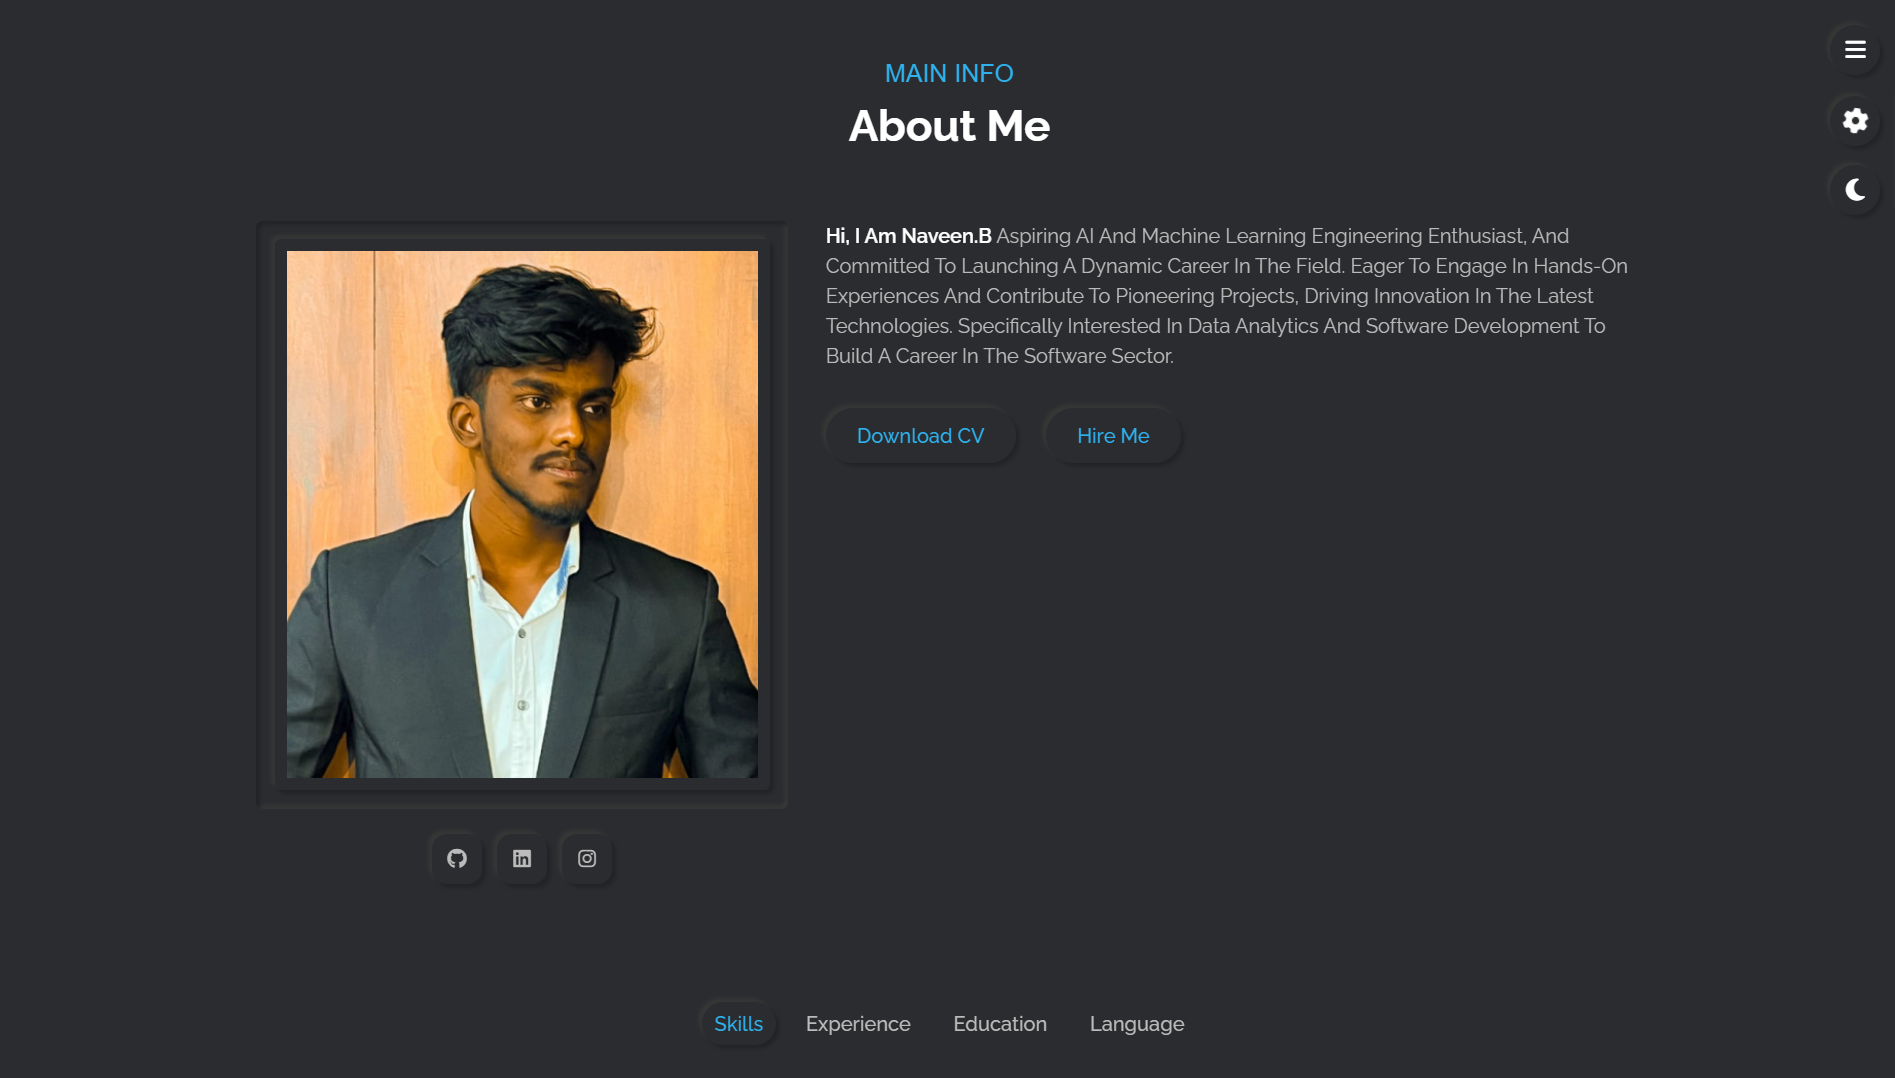 MAIN INFO
About Me
Hi, I Am Naveen.B Aspiring AI And Machine Learning Engineering Enthusiast, And
Committed To Launching A Dynamic Career In The Field. Eager To Engage In Hands-On
Experiences And Contribute To Pioneering Projects, Driving Innovation In The Latest
Technologies. Specifically Interested In Data Analytics And Software Development To
Build A Career In The Software Sector.
Download CV
Hire Me
Skills
Experience
Education
Language